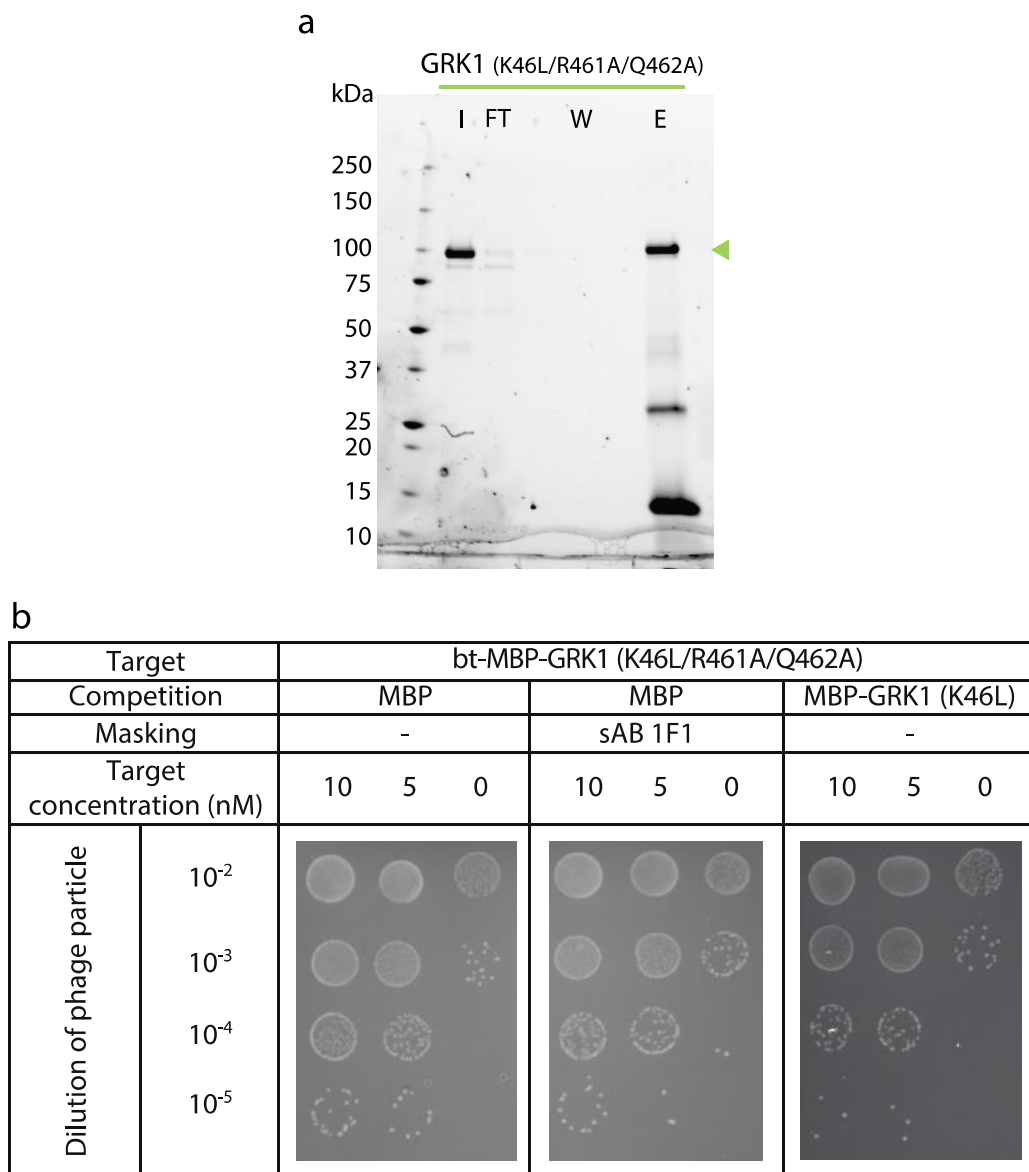 a
GRK1 (K46L/R461A/Q462A)
kDa
I FT W E
250
150
100
75
50
37
25
20
15
10
b
Target bt-MBP-GRK1 (K46L/R461A/Q462A)
Competition MBP MBP MBP-GRK1 (K46L)
Masking - sAB 1F1 -
Target
concentration (nM) 10 5 0 10 5 0 10 5 0
Dilution of phage particle
10-2
10-3
10-4
10-5